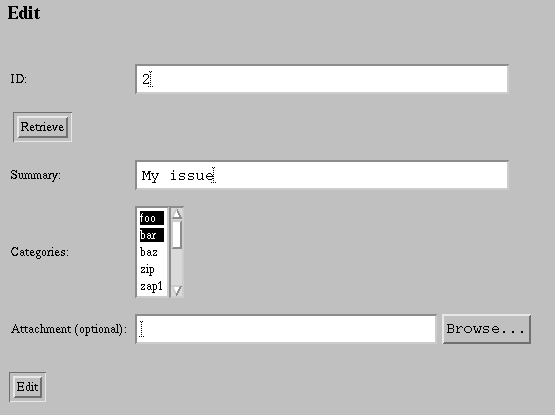 Edit
ID: 2
Retrieve
Summary: My issue
Categories: foo
bar
baz
zip
zap1
Attachment (optional): Browse...
Edit